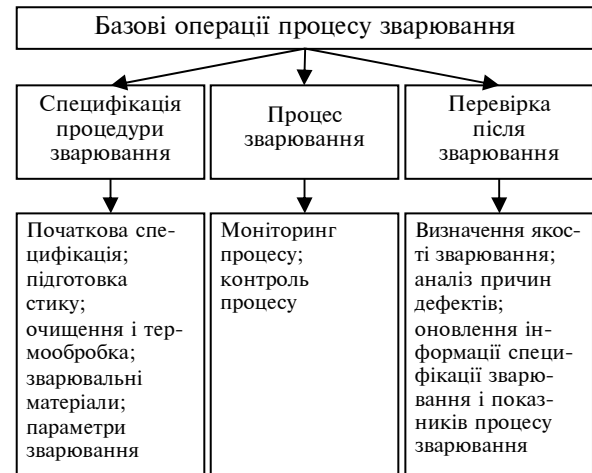 Базові операції процесу зварювання
Специфікація
процедури
зварювання
Процес
зварювання
Перевірка
після
зварювання
Початкова спе-
цифікація;
підготовка
стику;
очищення і тер-
мообробка;
зварювальні
матеріали;
параметри
зварювання
Моніторинг
процесу;
контроль
процесу
Визначення якос-
ті зварювання;
аналіз причин
дефектів;
оновлення ін-
формації специ-
фікації зварю-
вання і показ-
ників процесу
зварювання